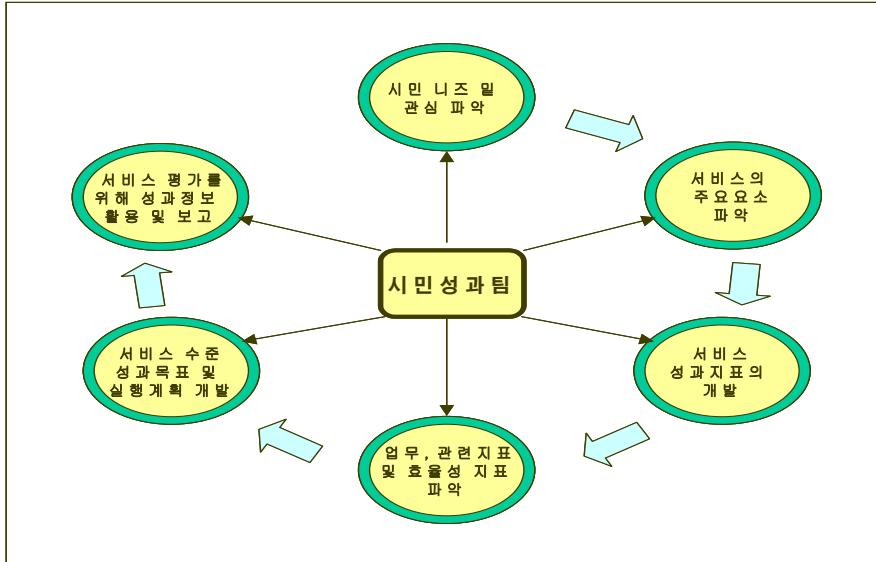 시민 니즈 밀
관심 파악
서비스의
주요요소
파악
서비스
성과지표의
개발
업무, 관련지표
및 효율성 지표
파악
서비스 수준
성과목표 및
실행계획 개발
서비스 평가를
위해 성과정보
활용 및 보고
시민성과팀